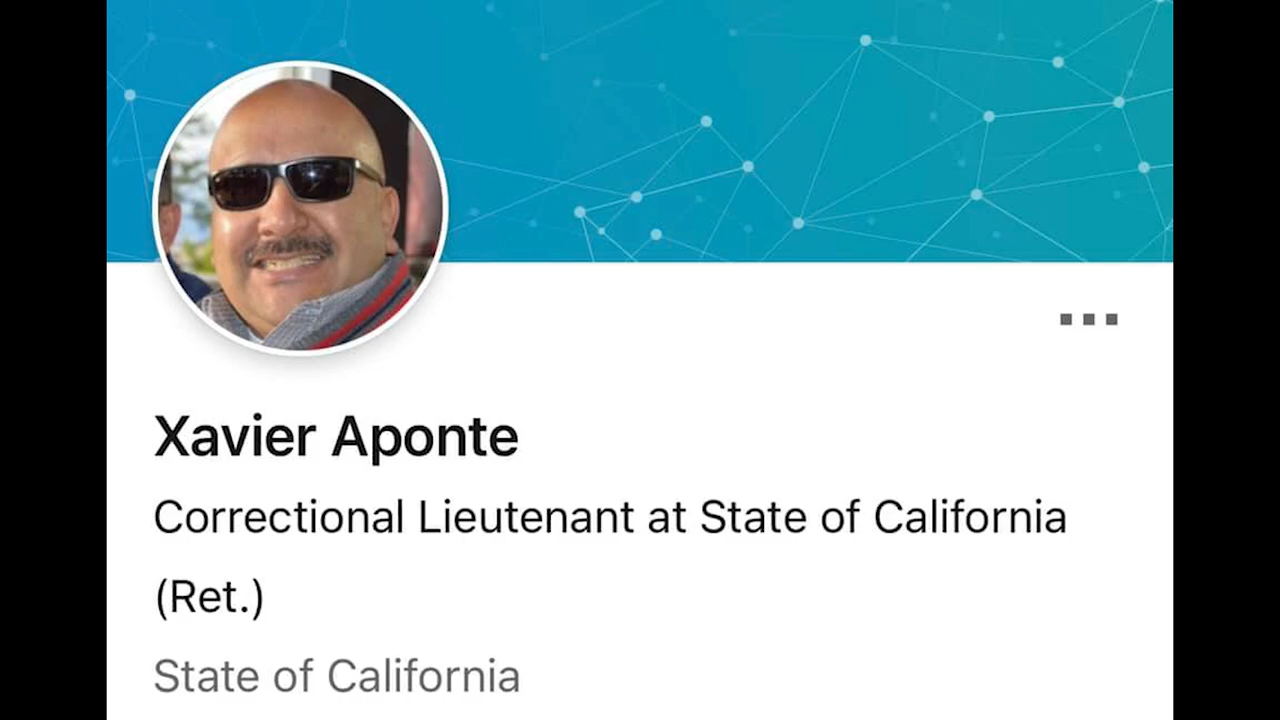 Xavier Aponte
Correctional Lieutenant at State of California
(Ret.)
State of California